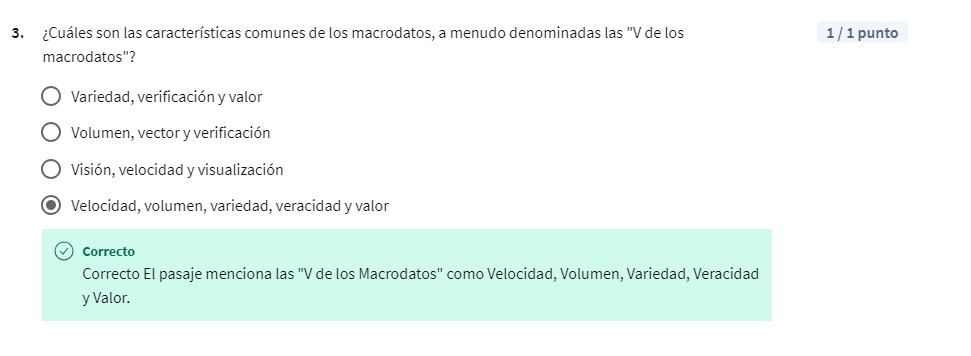 3. ¿Cuáles son las características comunes de los macrodatos, a menudo denominadas las "V de los
macrodatos"?
1 / 1 punto
Variedad, verificación y valor
Volumen, vector y verificación
Visión, velocidad y visualización
Velocidad, volumen, variedad, veracidad y valor
Correcto
Correcto El pasaje menciona las "V de los Macrodatos" como Velocidad, Volumen, Variedad, Veracidad
y Valor.